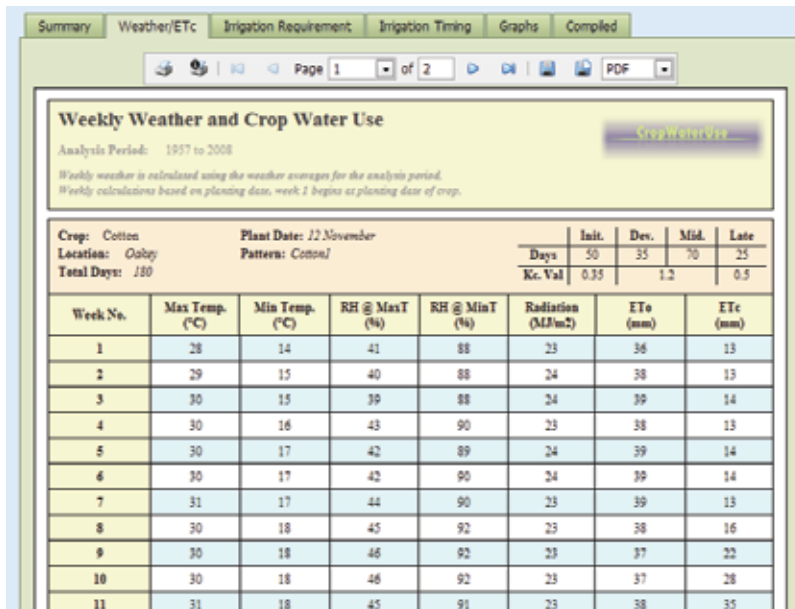 Summary Weather/ETc Irrigation Requirement Irrigation Timing Graphs Compiled
Page 1 of 2 PDF
Weekly Weather and Crop Water Use
CropWaterUse
Analysis Period: 1957 to 2008
Weekly weather is calculated using the weather averages for the analysis period.
Weekly calculations based on planting date, week 1 begins at planting date of crop.
Crop: Cotton Plant Date: 12 November Init. Dev. Mid. Late
Location: Oakey Pattern: Cotton1 Days 50 35 70 25
Total Days: 180 Kc. Val 0.35 1.2 0.5
Week No. Max Temp. (°C) Min Temp. (°C) RH @ MaxT (%) RH @ MinT (%) Radiation (MJ/m2) ETo (mm) ETc (mm)
1 28 14 41 88 23 36 13
2 29 15 40 88 24 38 13
3 30 15 39 88 24 39 14
4 30 16 43 90 23 38 13
5 30 17 42 89 24 39 14
6 30 17 42 90 24 39 14
7 31 17 44 90 23 39 13
8 30 18 45 92 23 38 16
9 30 18 46 92 23 37 22
10 30 18 46 92 23 37 28
11 31 18 45 91 23 38 35